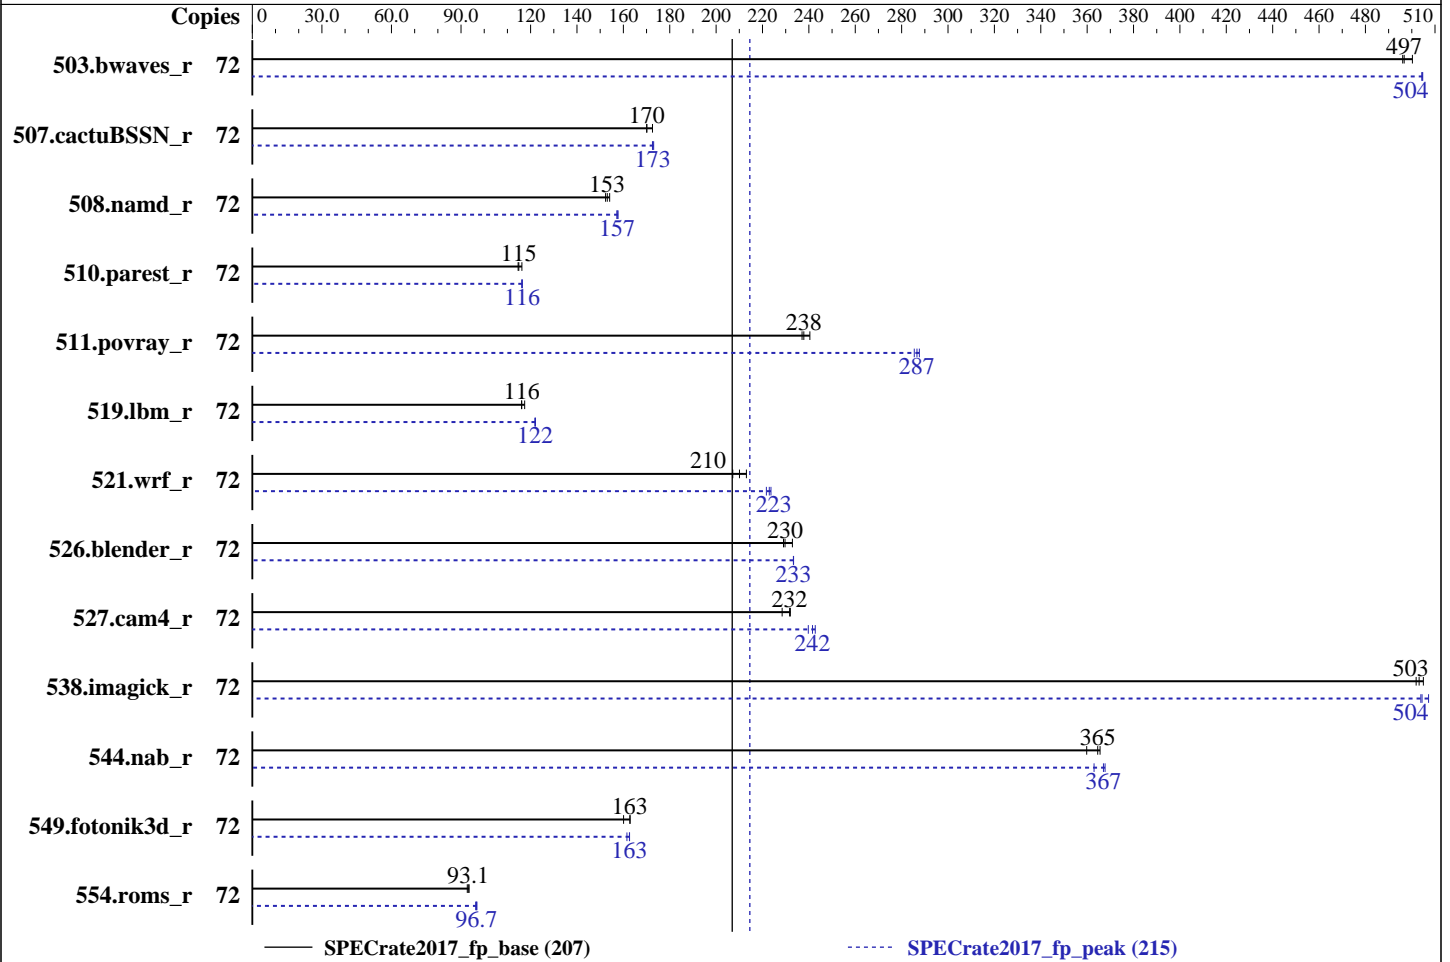 Copies 0 30.0 60.0 90.0 120 140 160 180 200 220 240 260 280 300 320 340 360 380 400 420 440 460 480 510
497
503.bwaves_r 72
504
170
507.cactuBSSN_r 72
173
153
508.namd_r 72
157
115
510.parest_r 72
116
238
511.povray_r 72
287
116
519.lbm_r 72
122
210
521.wrf_r 72
223
230
526.blender_r 72
233
232
527.cam4_r 72
242
503
538.imagick_r 72
504
365
544.nab_r 72
367
163
549.fotonik3d_r 72
163
93.1
554.roms_r 72
96.7
SPECrate2017_fp_base (207) SPECrate2017_fp_peak (215)